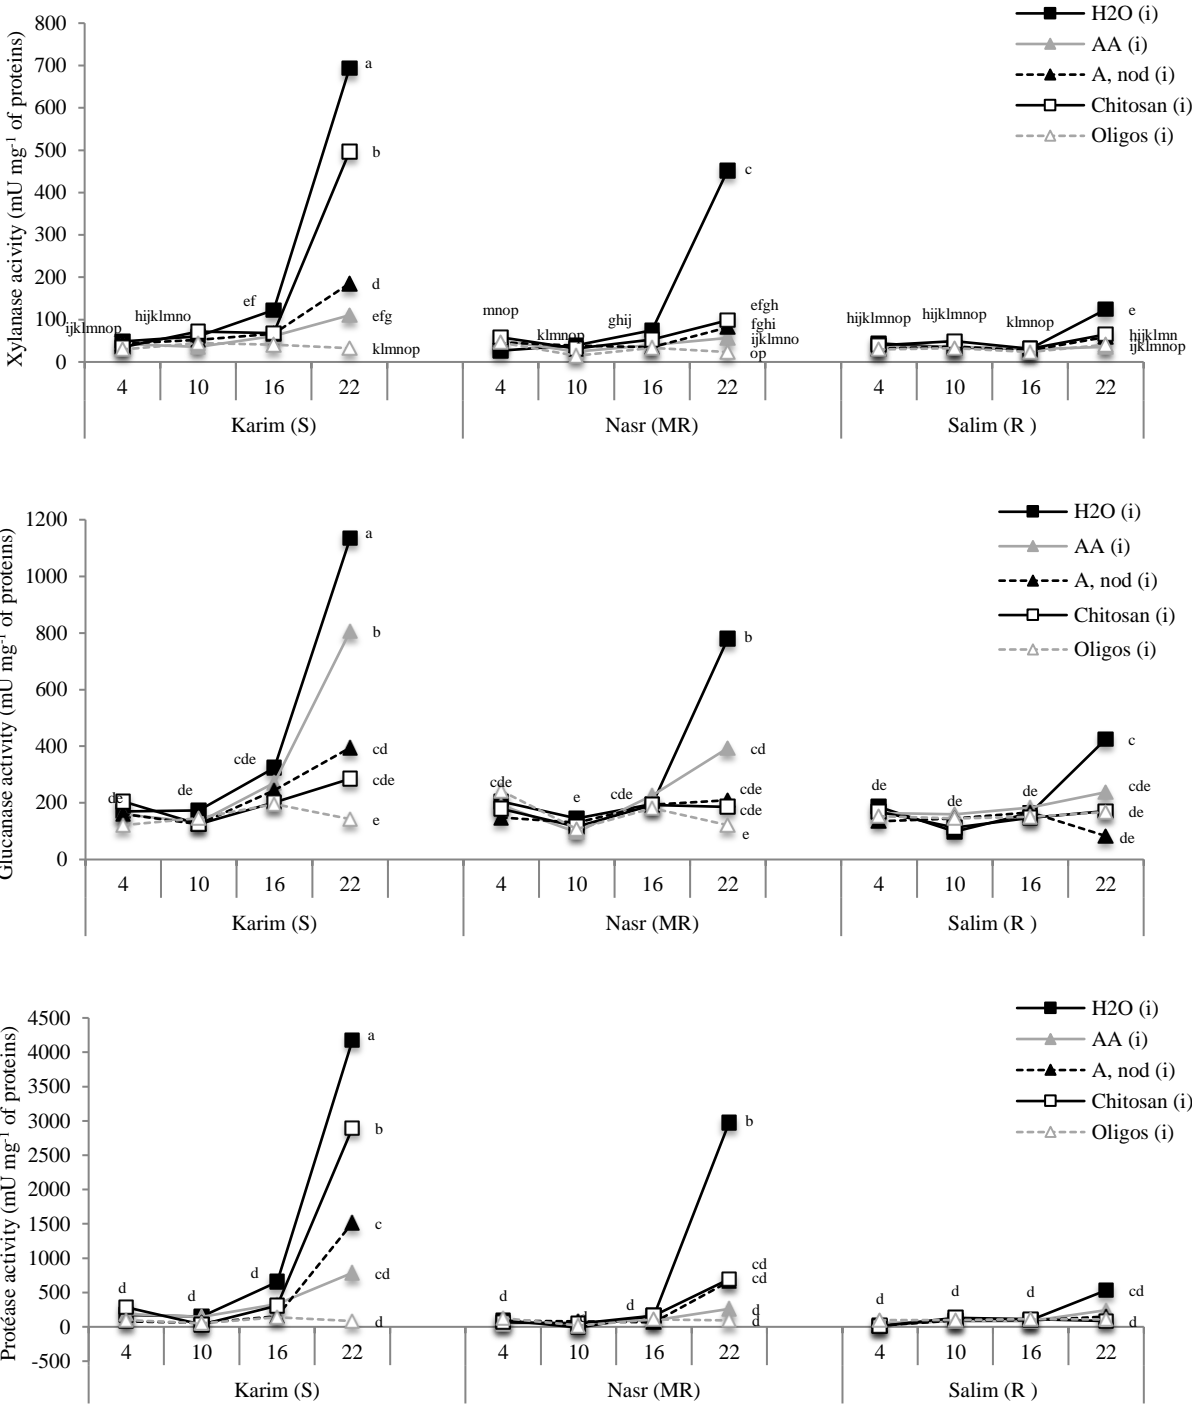 800
700
600
500
400
300
200
100
0
Xylanase acivity (mU mg-1 of proteins)
H2O (i)
AA (i)
A, nod (i)
Chitosan (i)
Oligos (i)
a
b
d
efg
klmnop
ijklmnop
hijklmno
ef
c
mnop
klmnop
ghij
efgh
fghi
ijklmno
op
hijklmnop
hijklmnop
klmnop
e
hijklmn
ijklmnop
4 10 16 22 4 10 16 22 4 10 16 22
Karim (S) Nasr (MR) Salim (R )
1200
1000
800
600
400
200
0
Glucanase activity (mU mg-1 of proteins)
H2O (i)
AA (i)
A, nod (i)
Chitosan (i)
Oligos (i)
a
b
cd
cde
e
de
de
cde
b
cd
cde
cde
e
cde
e
cde
c
cde
de
de
de
de
de
4 10 16 22 4 10 16 22 4 10 16 22
Karim (S) Nasr (MR) Salim (R )
4500
4000
3500
3000
2500
2000
1500
1000
500
0
-500
Protéase activity (mU mg-1 of proteins)
H2O (i)
AA (i)
A, nod (i)
Chitosan (i)
Oligos (i)
a
b
c
cd
d
d
d
d
b
cd
cd
d
d
d
d
d
cd
d
d
d
d
4 10 16 22 4 10 16 22 4 10 16 22
Karim (S) Nasr (MR) Salim (R )